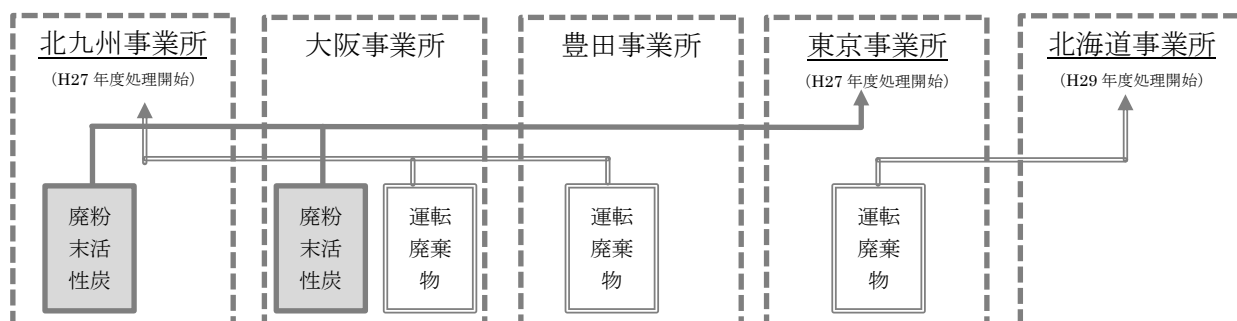 北九州事業所
（H27 年度処理開始）
大阪事業所
豊田事業所
東京事業所
（H27 年度処理開始）
北海道事業所
（H29 年度処理開始）
廃粉
末活
性炭
廃粉
末活
性炭
運転
廃棄
物
運転
廃棄
物
運転
廃棄
物